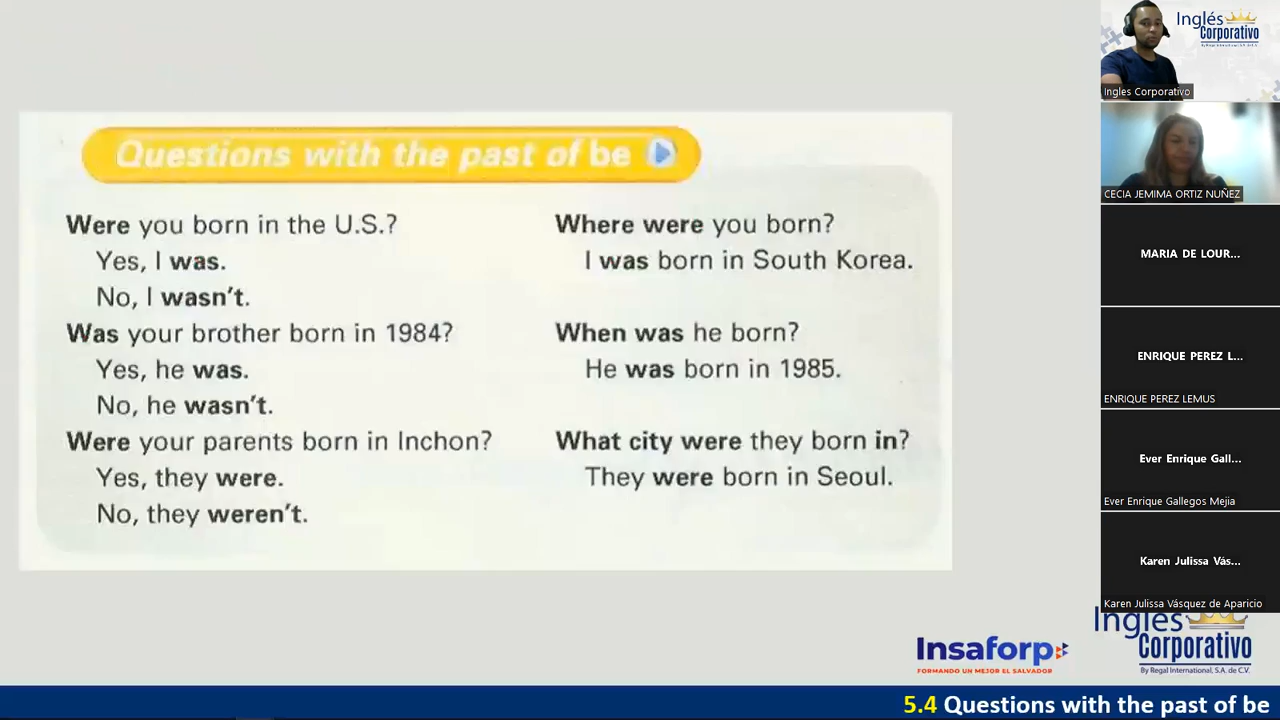 Questions with the past of be
Were you born in the U.S.?
Yes, I was.
No, I wasn't.
Was your brother born in 1984?
Yes, he was.
No, he wasn't.
Were your parents born in Inchon?
Yes, they were.
No, they weren't.
Where were you born?
I was born in South Korea.
When was he born?
He was born in 1985.
What city were they born in?
They were born in Seoul.
Inglés
Corporativo
Ingles Corporativo
CECIA JEMIMA ORTIZ NUÑEZ
MARIA DE LOUR...
ENRIQUE PEREZ L...
ENRIQUE PEREZ LEMUS
Ever Enrique Gall...
Ever Enrique Gallegos Mejia
Karen Julissa Vás...
Karen Julissa Vásquez de Aparicio
Insaforp
FORMANDO UN MEJOR EL SALVADOR
Inglés
Corporativo
By Regal International, S.A. de C.V.
5.4 Questions with the past of be